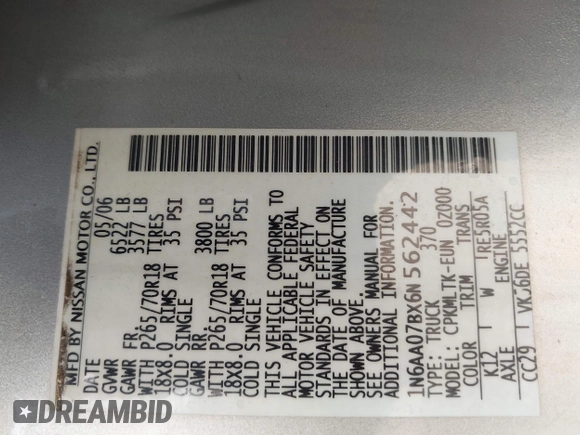 MFD BY NISSAN MOTOR CO., LTD.
DATE 05/06
GVWR 6522 LB
GAWR FR. 3577 LB
WITH P265/70R18 TIRES
18X8.0 RIMS AT 35 PSI
COLD SINGLE
GAWR RR. 3800 LB
WITH P265/70R18 TIRES
18X8.0 RIMS AT 35 PSI
COLD SINGLE
THIS VEHICLE CONFORMS TO
ALL APPLICABLE FEDERAL
MOTOR VEHICLE SAFETY
STANDARDS IN EFFECT ON
THE DATE OF MANUFACTURE
SHOWN ABOVE.
SEE OWNERS MANUAL FOR
ADDITIONAL INFORMATION.
1N6AA07BX6N562442
TYPE: TRUCK 370
MODEL: CPKMLTK-EUN 0Z000
COLOR TRIM TRANS
K12 W RE5R05A
AXLE ENGINE
CC29 VK56DE 5552CC
DREAMBID